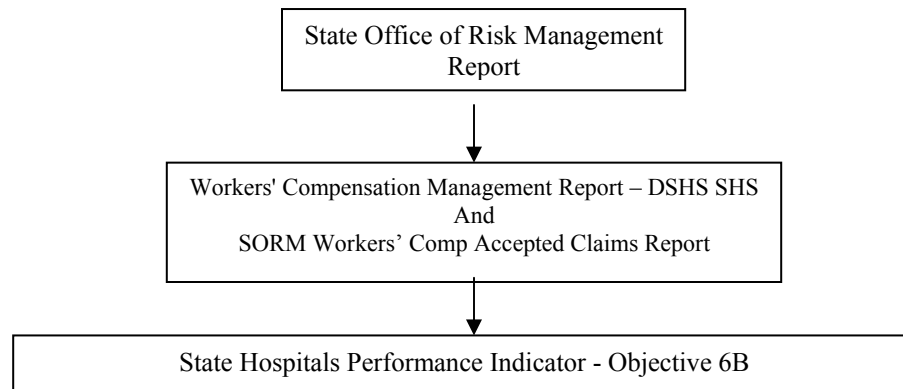 State Office of Risk Management
Report
Workers' Compensation Management Report – DSHS SHS
And
SORM Workers’ Comp Accepted Claims Report
State Hospitals Performance Indicator - Objective 6B